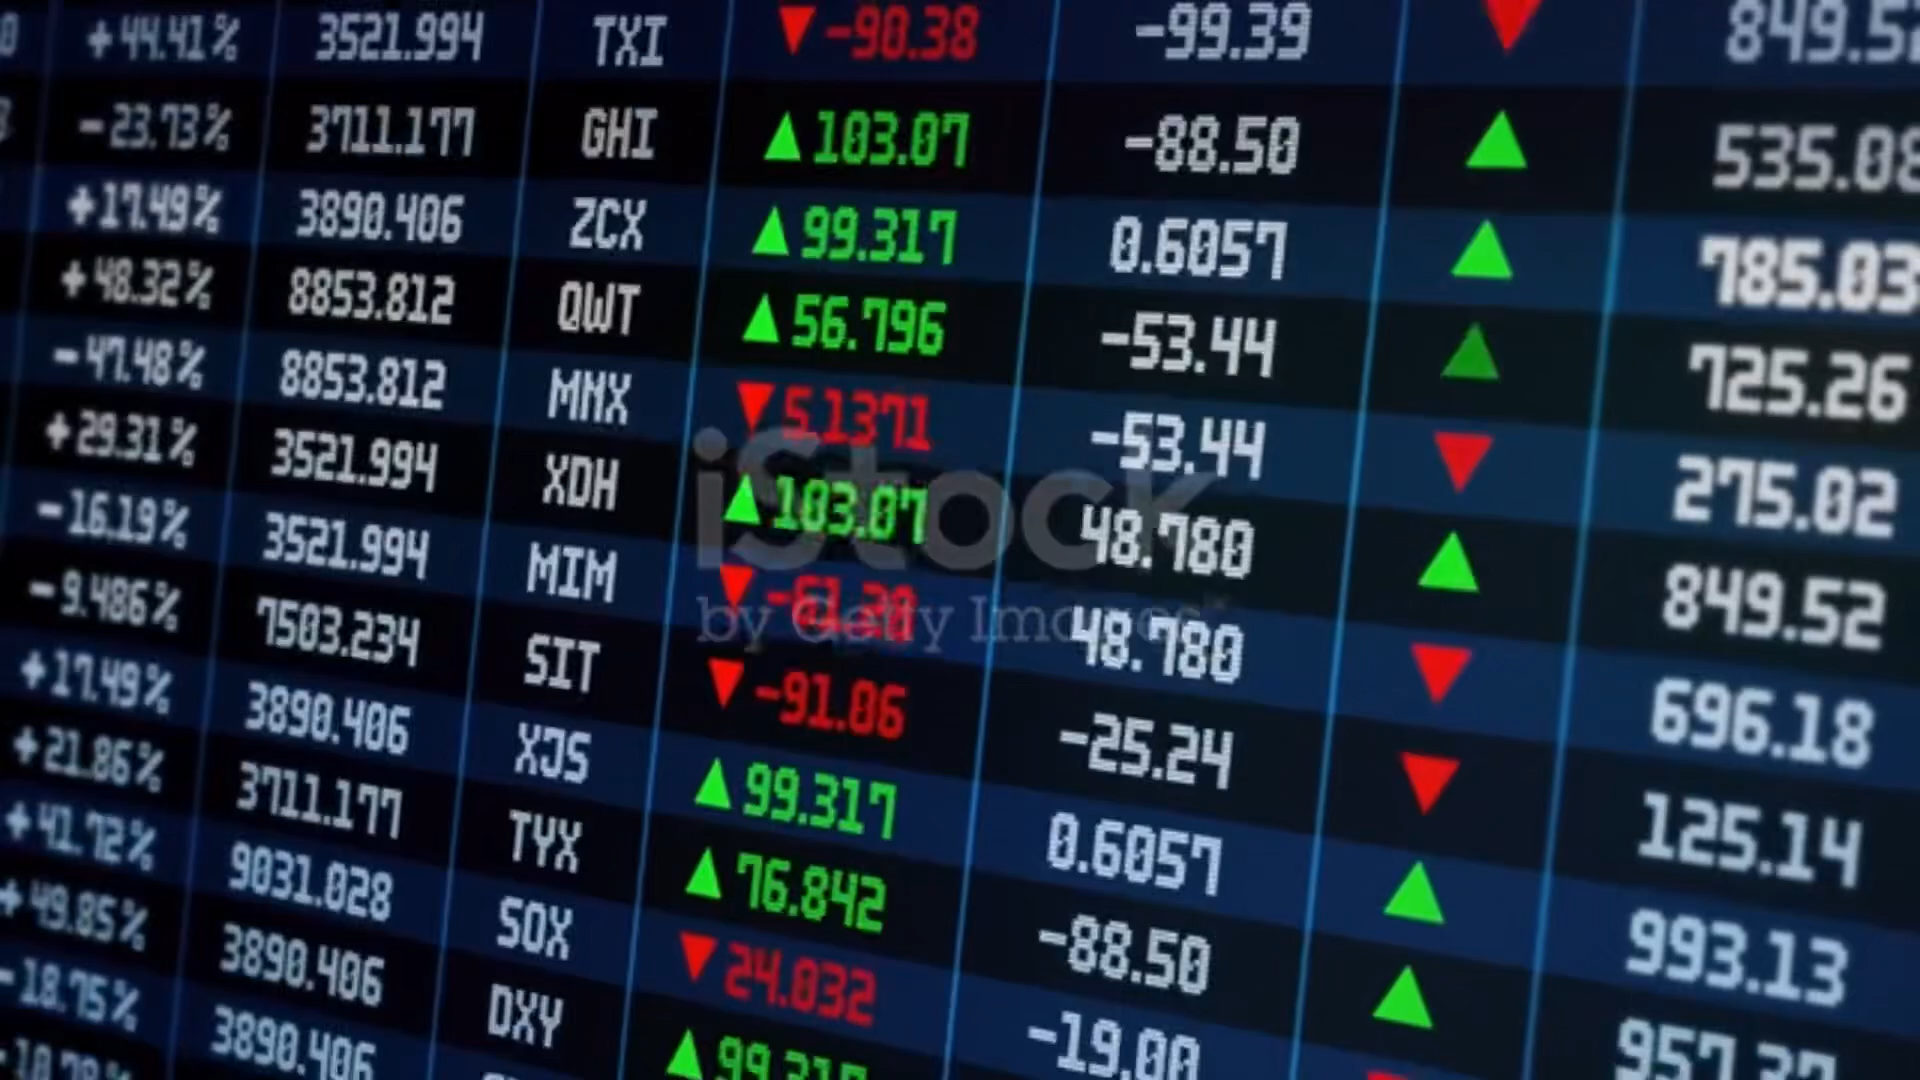 +44.41% 3521.994 TXI ▼ -90.38 -99.39 ▼ 849.52
-23.73% 3711.177 GHI ▲ 103.07 -88.50 ▲ 535.08
+17.49% 3890.406 ZCX ▲ 99.317 0.6057 ▲ 785.03
+48.32% 8853.812 QWT ▲ 56.796 -53.44 ▲ 725.26
-47.48% 8853.812 MNX ▼ 5.1371 -53.44 ▼ 275.02
+29.31% 3521.994 XDH ▲ 103.07 48.780 ▲ 849.52
-16.19% 3521.994 MIM ▼ 48.780 ▼ 696.18
-9.486% 7503.234 SIT ▼ -91.06 -25.24 ▼ 125.14
+17.49% 3890.406 XJS ▲ 99.317 0.6057 ▲ 993.13
+21.86% 3711.177 TYX ▲ 76.842 -88.50 ▲ 957.37
+41.72% 9031.028 SOX ▼ 24.032 -19.00
+49.85% 3890.406 DXY ▲ 99.317
-18.75% 3890.406
iStock
by Getty Images